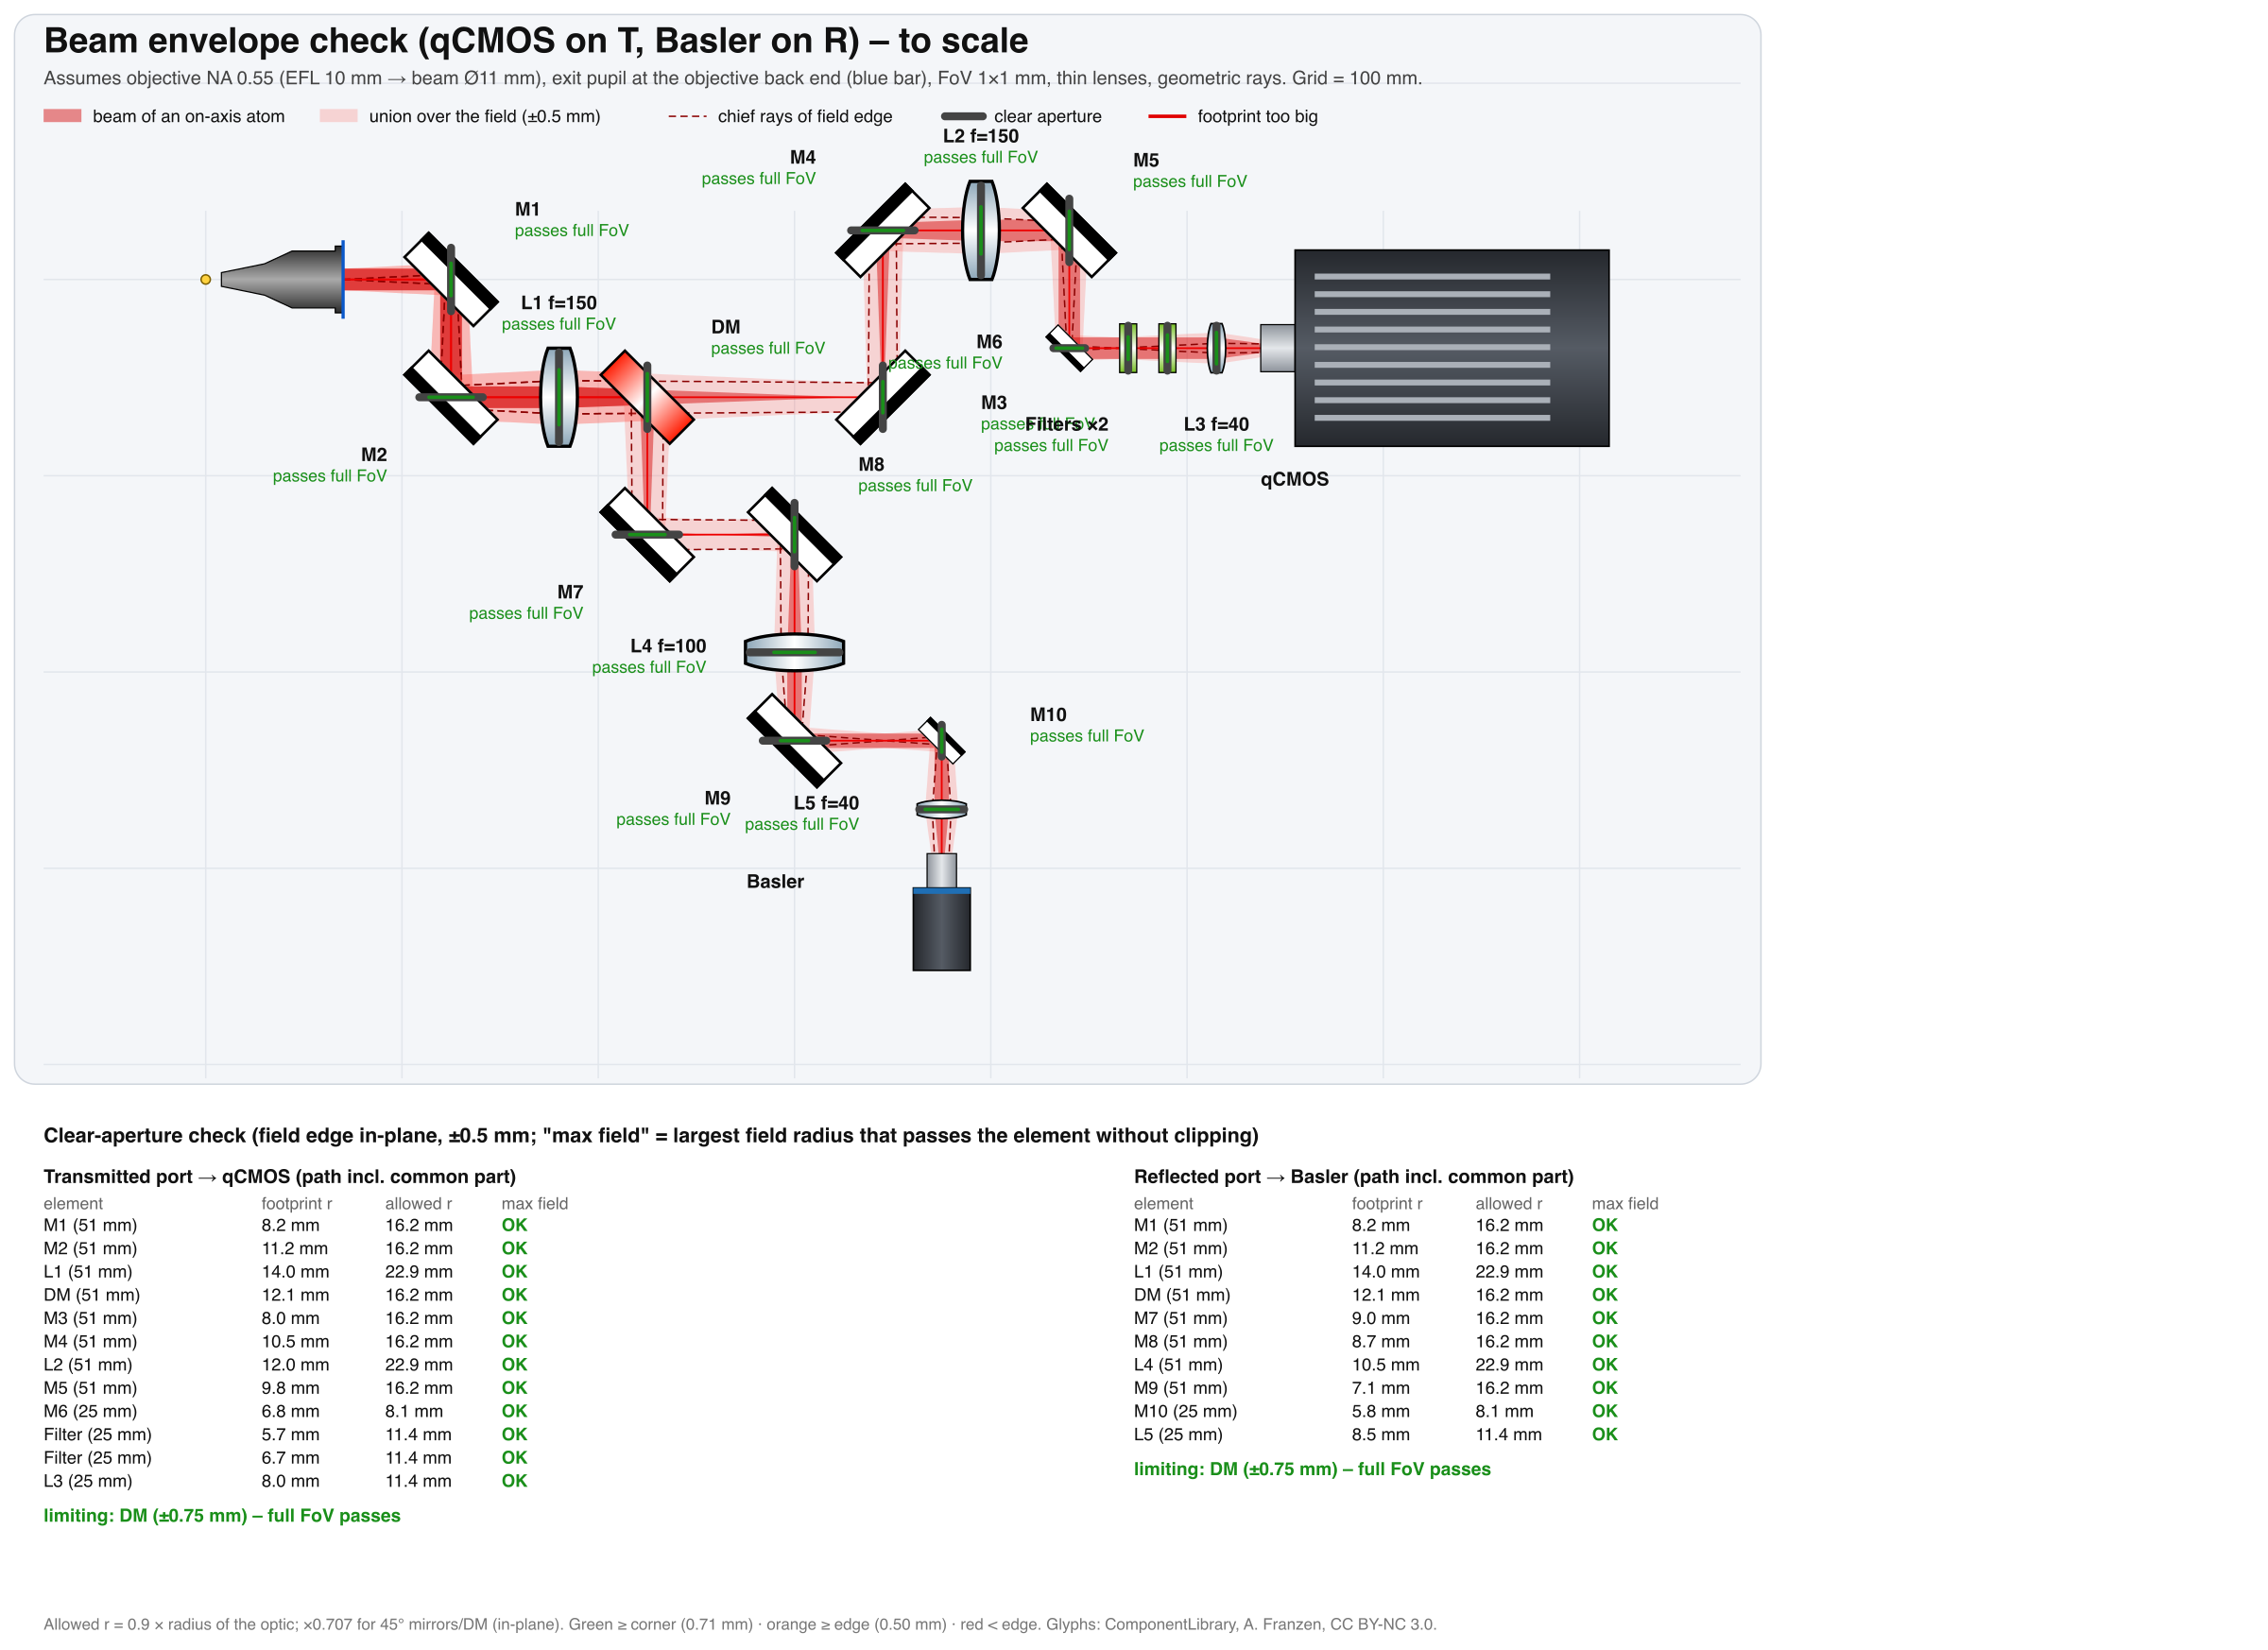 Beam envelope check (qCMOS on T, Basler on R) – to scale
Assumes objective NA 0.55 (EFL 10 mm → beam Ø11 mm), exit pupil at the objective back end (blue bar), FoV 1×1 mm, thin lenses, geometric rays. Grid = 100 mm.
beam of an on-axis atom
union over the field (±0.5 mm)
chief rays of field edge
clear aperture
footprint too big
L2 f=150
passes full FoV
M4
passes full FoV
M5
passes full FoV
M1
passes full FoV
L1 f=150
passes full FoV
DM
passes full FoV
M6
passes full FoV
M3
passes full FoV
Filters ×2
passes full FoV
L3 f=40
passes full FoV
M2
passes full FoV
M8
passes full FoV
qCMOS
M7
passes full FoV
L4 f=100
passes full FoV
M10
passes full FoV
M9
passes full FoV
L5 f=40
passes full FoV
Basler
Clear-aperture check (field edge in-plane, ±0.5 mm; "max field" = largest field radius that passes the element without clipping)
Transmitted port → qCMOS (path incl. common part)
element footprint r allowed r max field
M1 (51 mm) 8.2 mm 16.2 mm OK
M2 (51 mm) 11.2 mm 16.2 mm OK
L1 (51 mm) 14.0 mm 22.9 mm OK
DM (51 mm) 12.1 mm 16.2 mm OK
M3 (51 mm) 8.0 mm 16.2 mm OK
M4 (51 mm) 10.5 mm 16.2 mm OK
L2 (51 mm) 12.0 mm 22.9 mm OK
M5 (51 mm) 9.8 mm 16.2 mm OK
M6 (25 mm) 6.8 mm 8.1 mm OK
Filter (25 mm) 5.7 mm 11.4 mm OK
Filter (25 mm) 6.7 mm 11.4 mm OK
L3 (25 mm) 8.0 mm 11.4 mm OK
limiting: DM (±0.75 mm) – full FoV passes
Reflected port → Basler (path incl. common part)
element footprint r allowed r max field
M1 (51 mm) 8.2 mm 16.2 mm OK
M2 (51 mm) 11.2 mm 16.2 mm OK
L1 (51 mm) 14.0 mm 22.9 mm OK
DM (51 mm) 12.1 mm 16.2 mm OK
M7 (51 mm) 9.0 mm 16.2 mm OK
M8 (51 mm) 8.7 mm 16.2 mm OK
L4 (51 mm) 10.5 mm 22.9 mm OK
M9 (51 mm) 7.1 mm 16.2 mm OK
M10 (25 mm) 5.8 mm 8.1 mm OK
L5 (25 mm) 8.5 mm 11.4 mm OK
limiting: DM (±0.75 mm) – full FoV passes
Allowed r = 0.9 × radius of the optic; ×0.707 for 45° mirrors/DM (in-plane). Green ≥ corner (0.71 mm) · orange ≥ edge (0.50 mm) · red < edge. Glyphs: ComponentLibrary, A. Franzen, CC BY-NC 3.0.